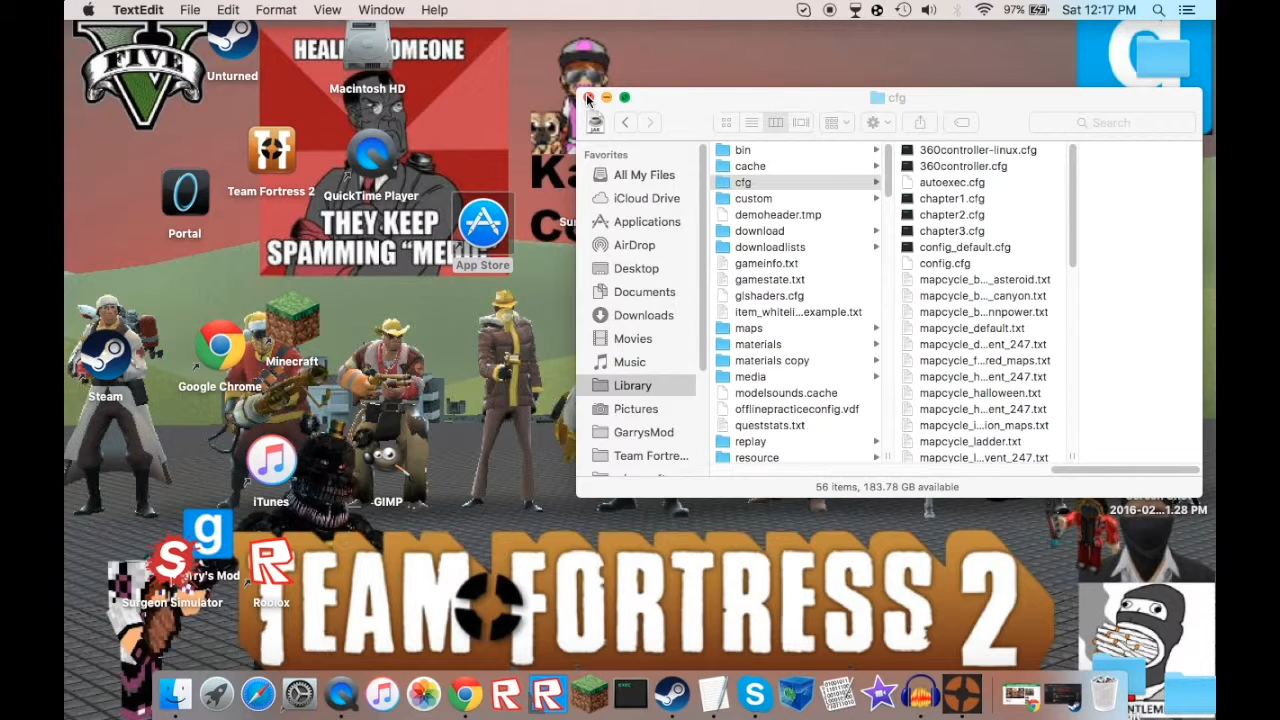 TextEdit File Edit Format View Window Help 97% Sat 12:17 PM
FIVE
Unturned
Macintosh HD
Team Fortress 2
QuickTime Player
Portal
THEY KEEP
App Store
Steam
Google Chrome
Minecraft
iTunes
GIMP
Surgeon Simulator
TEAM FORTRESS 2
cfg
Search
Favorites
All My Files
iCloud Drive
Applications
AirDrop
Desktop
Documents
Downloads
Movies
Music
Library
Pictures
GarrysMod
Team Fortre...
bin
cache
cfg
custom
demoheader.tmp
download
downloadlists
gameinfo.txt
gamestate.txt
glshaders.cfg
item_whiteli...example.txt
maps
materials
materials copy
media
modelsounds.cache
offlinepracticeconfig.vdf
queststats.txt
replay
resource
360controller-linux.cfg
360controller.cfg
autoexec.cfg
chapter1.cfg
chapter2.cfg
chapter3.cfg
config_default.cfg
config.cfg
mapcycle_b..._asteroid.txt
mapcycle_b..._canyon.txt
mapcycle_b...nnpower.txt
mapcycle_default.txt
mapcycle_d...ent_247.txt
mapcycle_f...red_maps.txt
mapcycle_h...ent_247.txt
mapcycle_halloween.txt
mapcycle_h...ent_247.txt
mapcycle_i...ion_maps.txt
mapcycle_ladder.txt
mapcycle_l...vent_247.txt
56 items, 183.78 GB available
2016-02...1.28 PM